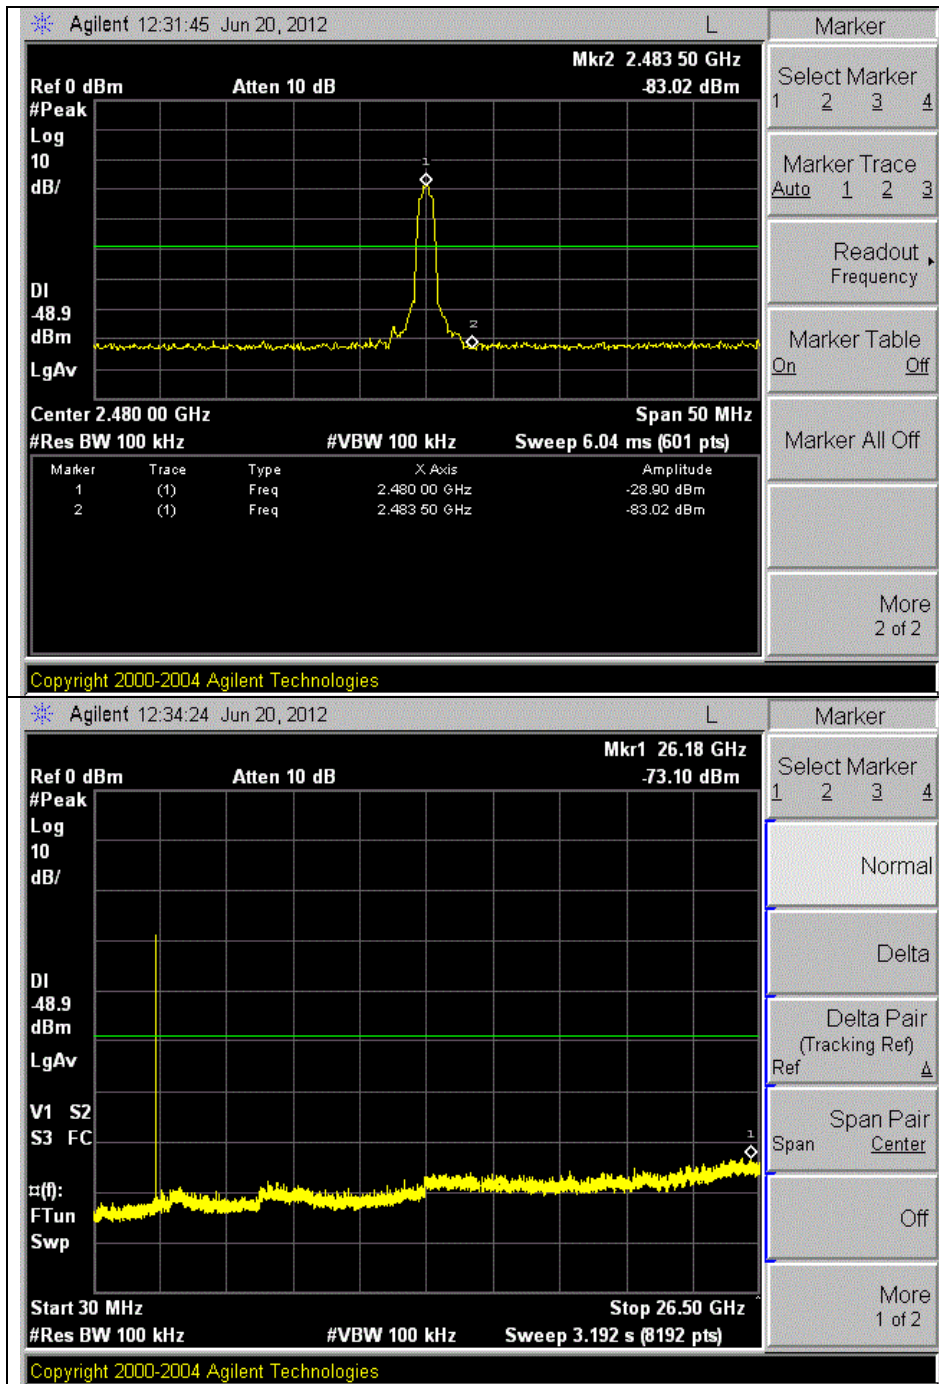 Agilent 12:31:45 Jun 20, 2012 L Marker
Mkr2 2.483 50 GHz
Ref 0 dBm Atten 10 dB -83.02 dBm
Select Marker
1 2 3 4
#Peak
Log
10
dB/
1
Marker Trace
Auto 1 2 3
Readout
Frequency
DI
-48.9
dBm
2
Marker Table
On Off
LgAv
Center 2.480 00 GHz Span 50 MHz
#Res BW 100 kHz #VBW 100 kHz Sweep 6.04 ms (601 pts)
Marker All Off
Marker Trace Type X Axis Amplitude
1 (1) Freq 2.480 00 GHz -28.90 dBm
2 (1) Freq 2.483 50 GHz -83.02 dBm
More
2 of 2
Copyright 2000-2004 Agilent Technologies
Agilent 12:34:24 Jun 20, 2012 L Marker
Mkr1 26.18 GHz
Ref 0 dBm Atten 10 dB -73.10 dBm
Select Marker
1 2 3 4
#Peak
Log
10
dB/
Normal
Delta
DI
-48.9
dBm
Delta Pair
(Tracking Ref)
Ref Δ
LgAv
V1 S2
S3 FC
1
Span Pair
Span Center
¤(f):
FTun
Swp
Off
Start 30 MHz Stop 26.50 GHz
#Res BW 100 kHz #VBW 100 kHz Sweep 3.192 s (8192 pts)
More
1 of 2
Copyright 2000-2004 Agilent Technologies